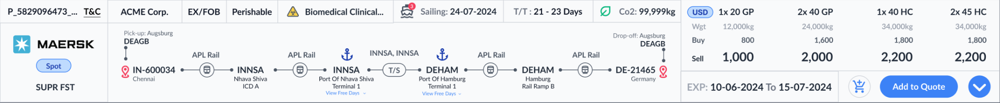 P_5829096473_... T&C ACME Corp. EX/FOB Perishable Biomedical Clinical... 3 Sailing: 24-07-2024 T/T : 21 - 23 Days Co2: 99,999kg
USD 1x 20 GP 2x 40 GP 1x 40 HC 2x 45 HC
Wgt 12,000kg 24,000kg 34,000kg 34,000kg
Buy 800 1,600 1,800 1,800
Sell 1,000 2,000 2,200 2,200
MAERSK
Spot
SUPR FST
Pick-up: Augsburg
DEAGB
Drop-off: Augsburg
DEAGB
APL Rail APL Rail INNSA, INNSA APL Rail APL Rail
IN-600034 INNSA INNSA T/S DEHAM DEHAM DE-21465
Chennai Nhava Shiva Port Of Nhava Shiva Port Of Hamburg Hamburg Germany
ICD A Terminal 1 Terminal 1 Rail Ramp B
View Free Days View Free Days
EXP: 10-06-2024 To 15-07-2024 Add to Quote